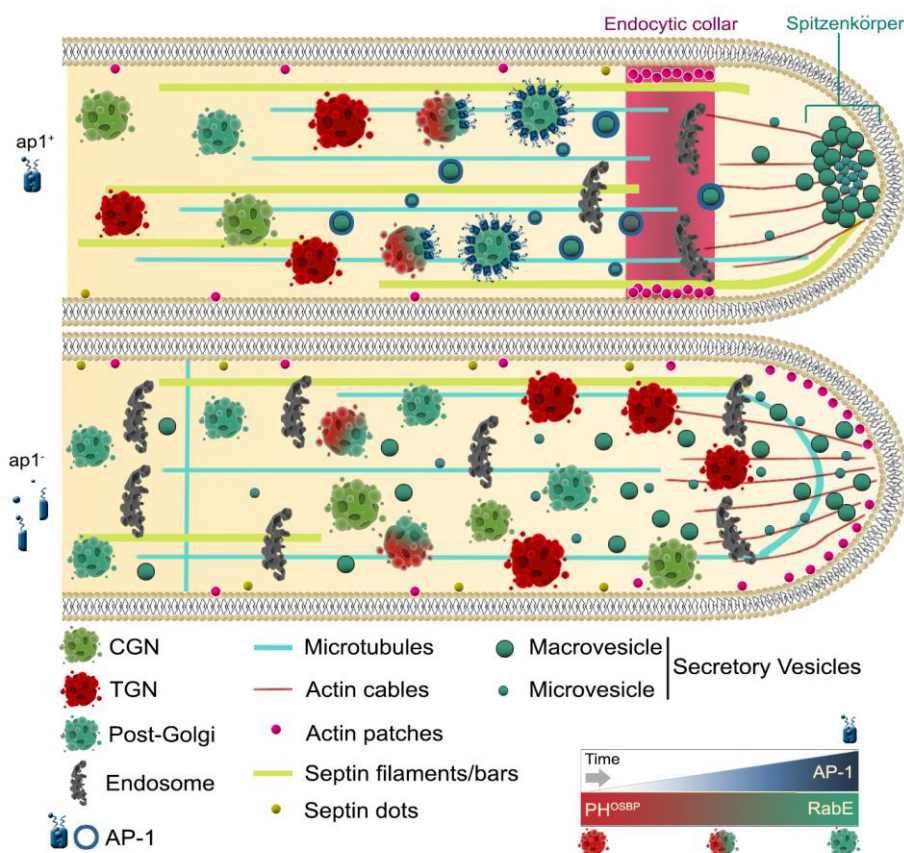 Endocytic collar
Spitzenkörper
ap1+
ap1-
CGN
TGN
Post-Golgi
Endosome
AP-1
Microtubules
Actin cables
Actin patches
Septin filaments/bars
Septin dots
Macrovesicle
Microvesicle
Secretory Vesicles
Time
AP-1
PHOSBP
RabE